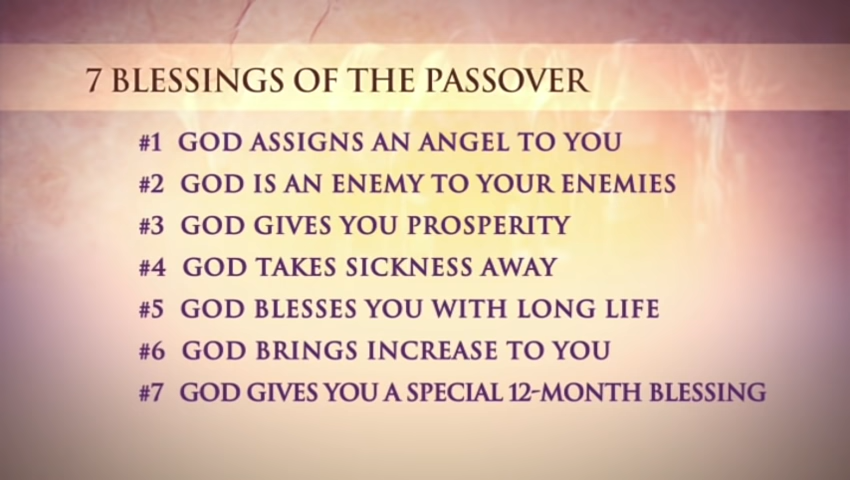 7 BLESSINGS OF THE PASSOVER
#1 GOD ASSIGNS AN ANGEL TO YOU
#2 GOD IS AN ENEMY TO YOUR ENEMIES
#3 GOD GIVES YOU PROSPERITY
#4 GOD TAKES SICKNESS AWAY
#5 GOD BLESSES YOU WITH LONG LIFE
#6 GOD BRINGS INCREASE TO YOU
#7 GOD GIVES YOU A SPECIAL 12-MONTH BLESSING